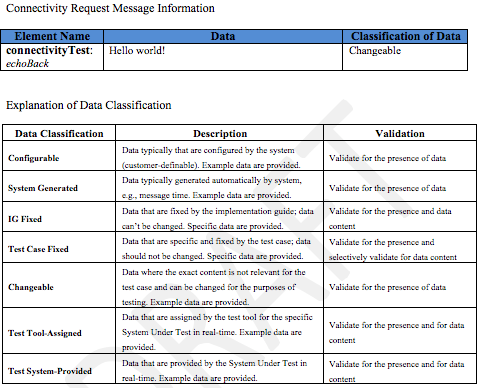 Connectivity Request Message Information
Element Name Data Classification of Data
connectivityTest: Hello world! Changeable
echoBack
Explanation of Data Classification
Data Classification Description Validation
Configurable
Data typically that are configured by the system
(customer-definable). Example data are provided.
Validate for the presence of data
System Generated
Data typically generated automatically by system,
e.g., message time. Example data are provided.
Validate for the presence of data
IG Fixed
Data that are fixed by the implementation guide; data
can't be changed. Specific data are provided.
Validate for the presence and data
content
Test Case Fixed
Data that are specific and fixed by the test case; data
should not be changed. Specific data are provided.
Validate for the presence and
selectively validate for data content
Changeable
Data where the exact content is not relevant for the
test case and can be changed for the purposes of
testing. Example data are provided.
Validate for the presence of data
Test Tool-Assigned
Data that are assigned by the test tool for the specific
System Under Test in real-time. Example data are
provided.
Validate for the presence and for data
content
Test System-Provided
Data that are provided by the System Under Test in
real-time. Example data are provided.
Validate for the presence and for data
content
DRAFT